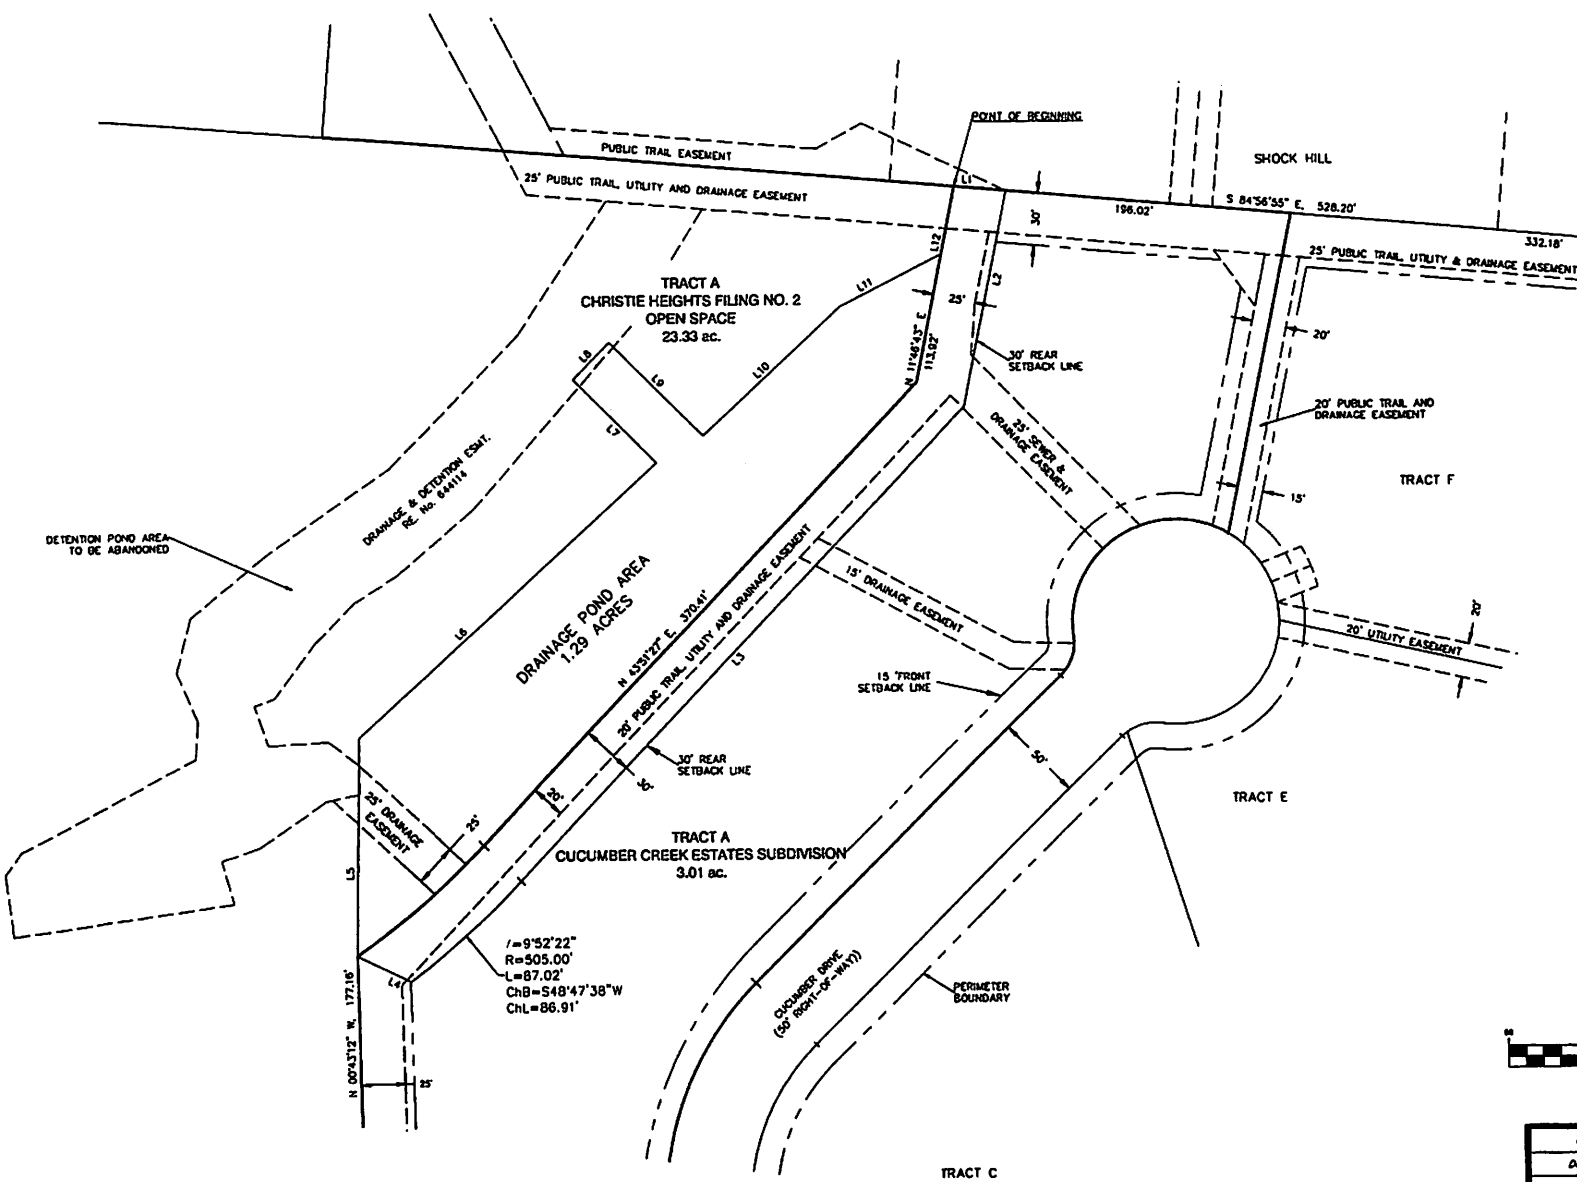 POINT OF BEGINNING
SHOCK HILL
PUBLIC TRAIL EASEMENT
25' PUBLIC TRAIL, UTILITY AND DRAINAGE EASEMENT
L1
30'
196.02'
S 84°56'55" E, 528.20'
332.18'
25' PUBLIC TRAIL, UTILITY & DRAINAGE EASEMENT
L12
L2
L11
TRACT A
CHRISTIE HEIGHTS FILING NO. 2
OPEN SPACE
23.33 ac.
25'
N 11°46'43" E
113.92'
20'
30' REAR
SETBACK LINE
L8
L9
L10
L7
25' SEWER &
DRAINAGE EASEMENT
20' PUBLIC TRAIL AND
DRAINAGE EASEMENT
TRACT F
15'
DRAINAGE & DETENTION ESMT.
RE. No. 644114
DETENTION POND AREA
TO BE ABANDONED
DRAINAGE POND AREA
1.29 ACRES
N 43°51'27" E, 370.41'
20' PUBLIC TRAIL, UTILITY AND DRAINAGE EASEMENT
L3
L6
15' DRAINAGE EASEMENT
20' UTILITY EASEMENT
20'
15 'FRONT
SETBACK LINE
50'
30' REAR
SETBACK LINE
30'
20'
25'
25' DRAINAGE
EASEMENT
TRACT E
TRACT A
CUCUMBER CREEK ESTATES SUBDIVISION
3.01 ac.
L5
L4
/=9°52'22"
R=505.00'
L=87.02'
ChB=S48°47'38"W
ChL=86.91'
N 00°43'12" W, 177.16'
25'
CUCUMBER DRIVE
(50' RIGHT-OF-WAY))
PERIMETER
BOUNDARY
TRACT C